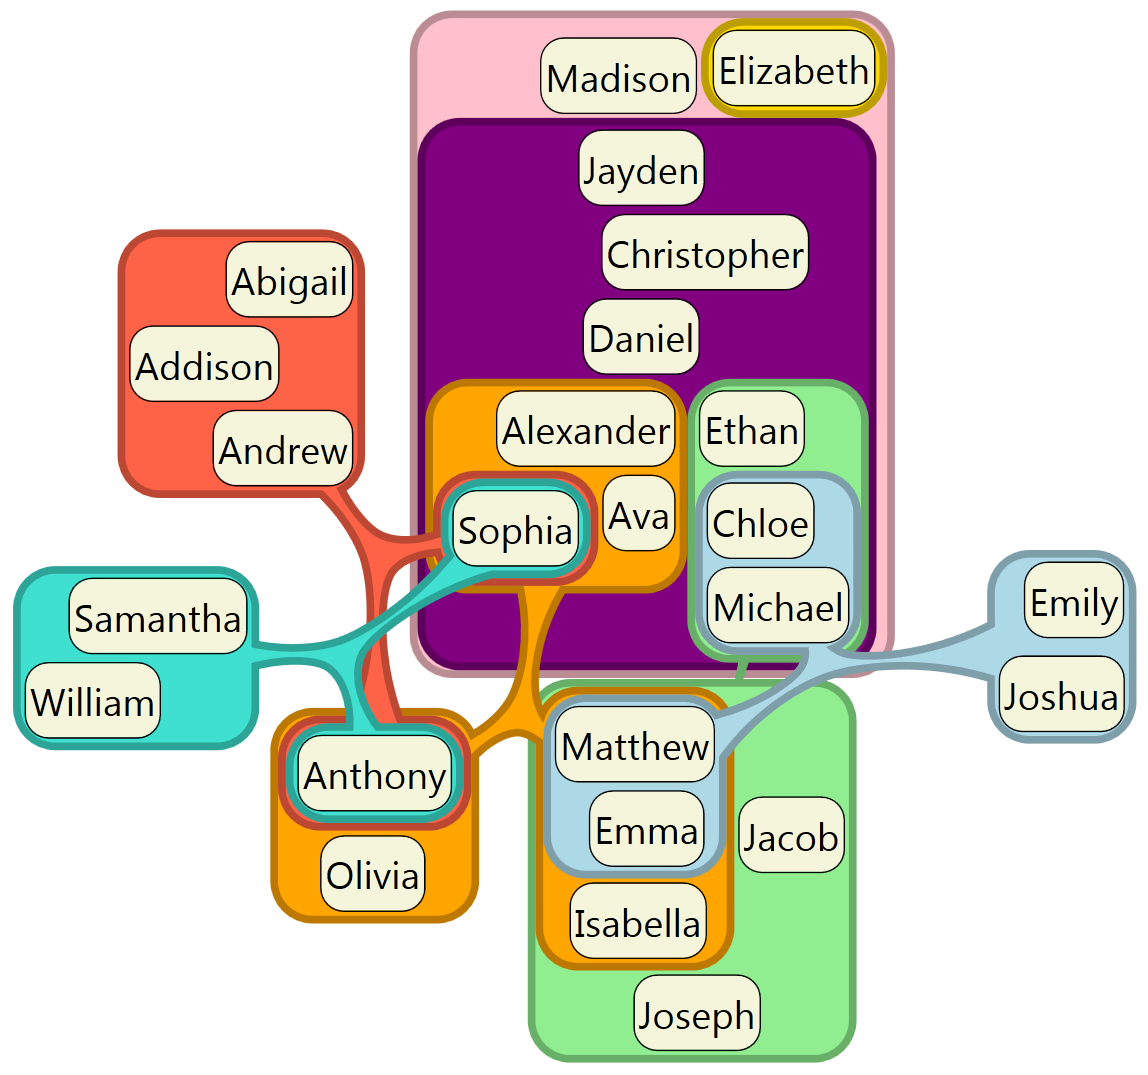 Madison
Elizabeth
Jayden
Christopher
Daniel
Abigail
Addison
Andrew
Alexander
Ethan
Sophia
Ava
Chloe
Michael
Samantha
William
Emily
Joshua
Anthony
Olivia
Matthew
Emma
Jacob
Isabella
Joseph